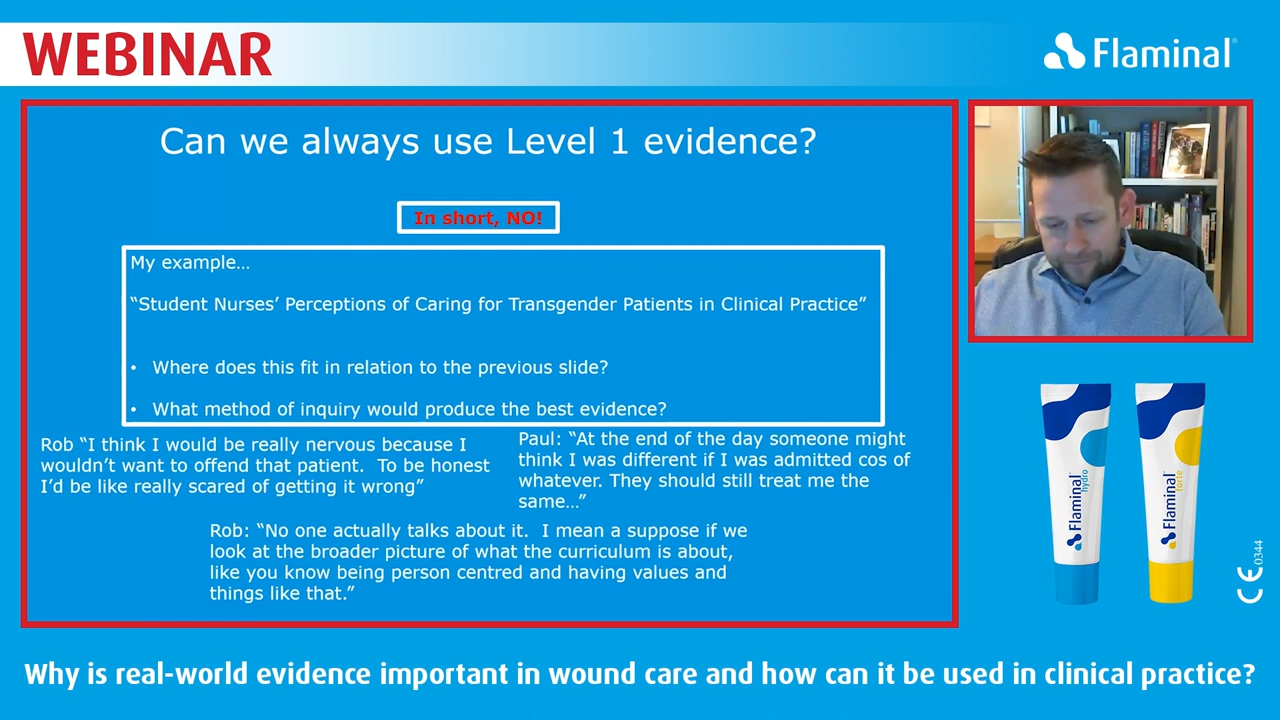 WEBINAR
Flaminal®
Can we always use Level 1 evidence?
In short, NO!
My example...
“Student Nurses’ Perceptions of Caring for Transgender Patients in Clinical Practice”
• Where does this fit in relation to the previous slide?
• What method of inquiry would produce the best evidence?
Rob “I think I would be really nervous because I
wouldn’t want to offend that patient. To be honest
I’d be like really scared of getting it wrong”
Paul: “At the end of the day someone might
think I was different if I was admitted cos of
whatever. They should still treat me the
same...”
Rob: “No one actually talks about it. I mean a suppose if we
look at the broader picture of what the curriculum is about,
like you know being person centred and having values and
things like that.”
Flaminal® hydro
Flaminal® forte
CE 0344
Why is real-world evidence important in wound care and how can it be used in clinical practice?